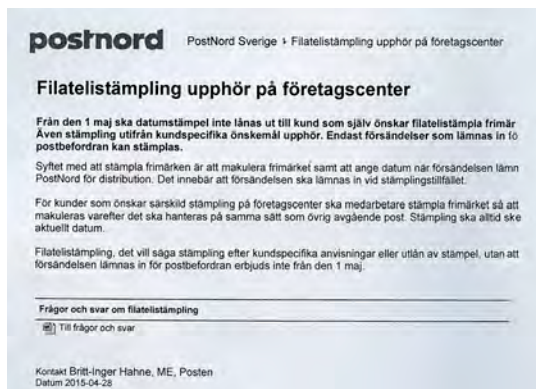 postnord
PostNord Sverige › Filatelistämpling upphör på företagscenter
Filatelistämpling upphör på företagscenter
Från den 1 maj ska datumstämpel inte lånas ut till kund som själv önskar filatelistämpla frimär
Även stämpling utifrån kundspecifika önskemål upphör. Endast försändelser som lämnas in fö
postbefordran kan stämplas.
Syftet med att stämpla frimärken är att makulera frimärket samt att ange datum när försändelsen lämn
PostNord för distribution. Det innebär att försändelsen ska lämnas in vid stämplingstillfället.
För kunder som önskar särskild stämpling på företagscenter ska medarbetare stämpla frimärket så att
makuleras varefter det ska hanteras på samma sätt som övrig avgående post. Stämpling ska alltid ske
aktuellt datum.
Filatelistämpling, det vill säga stämpling efter kundspecifika anvisningar eller utlån av stämpel, utan att
försändelsen lämnas in för postbefordran erbjuds inte från den 1 maj.
Frågor och svar om filatelistämpling
Till frågor och svar
Kontakt Britt-Inger Hahne, ME, Posten
Datum 2015-04-28